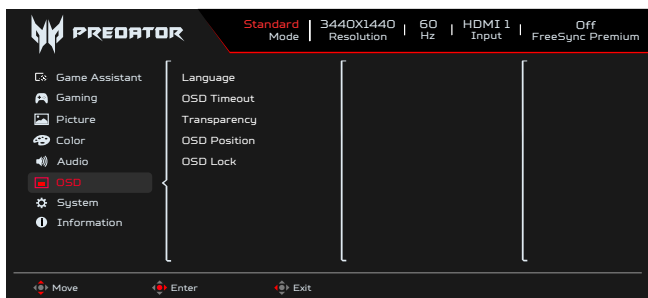 PREDATOR
Standard Mode | 3440X1440 Resolution | 60 Hz | HDMI 1 Input | Off FreeSync Premium
Game Assistant
Gaming
Picture
Color
Audio
OSD
System
Information
Language
OSD Timeout
Transparency
OSD Position
OSD Lock
Move
Enter
Exit